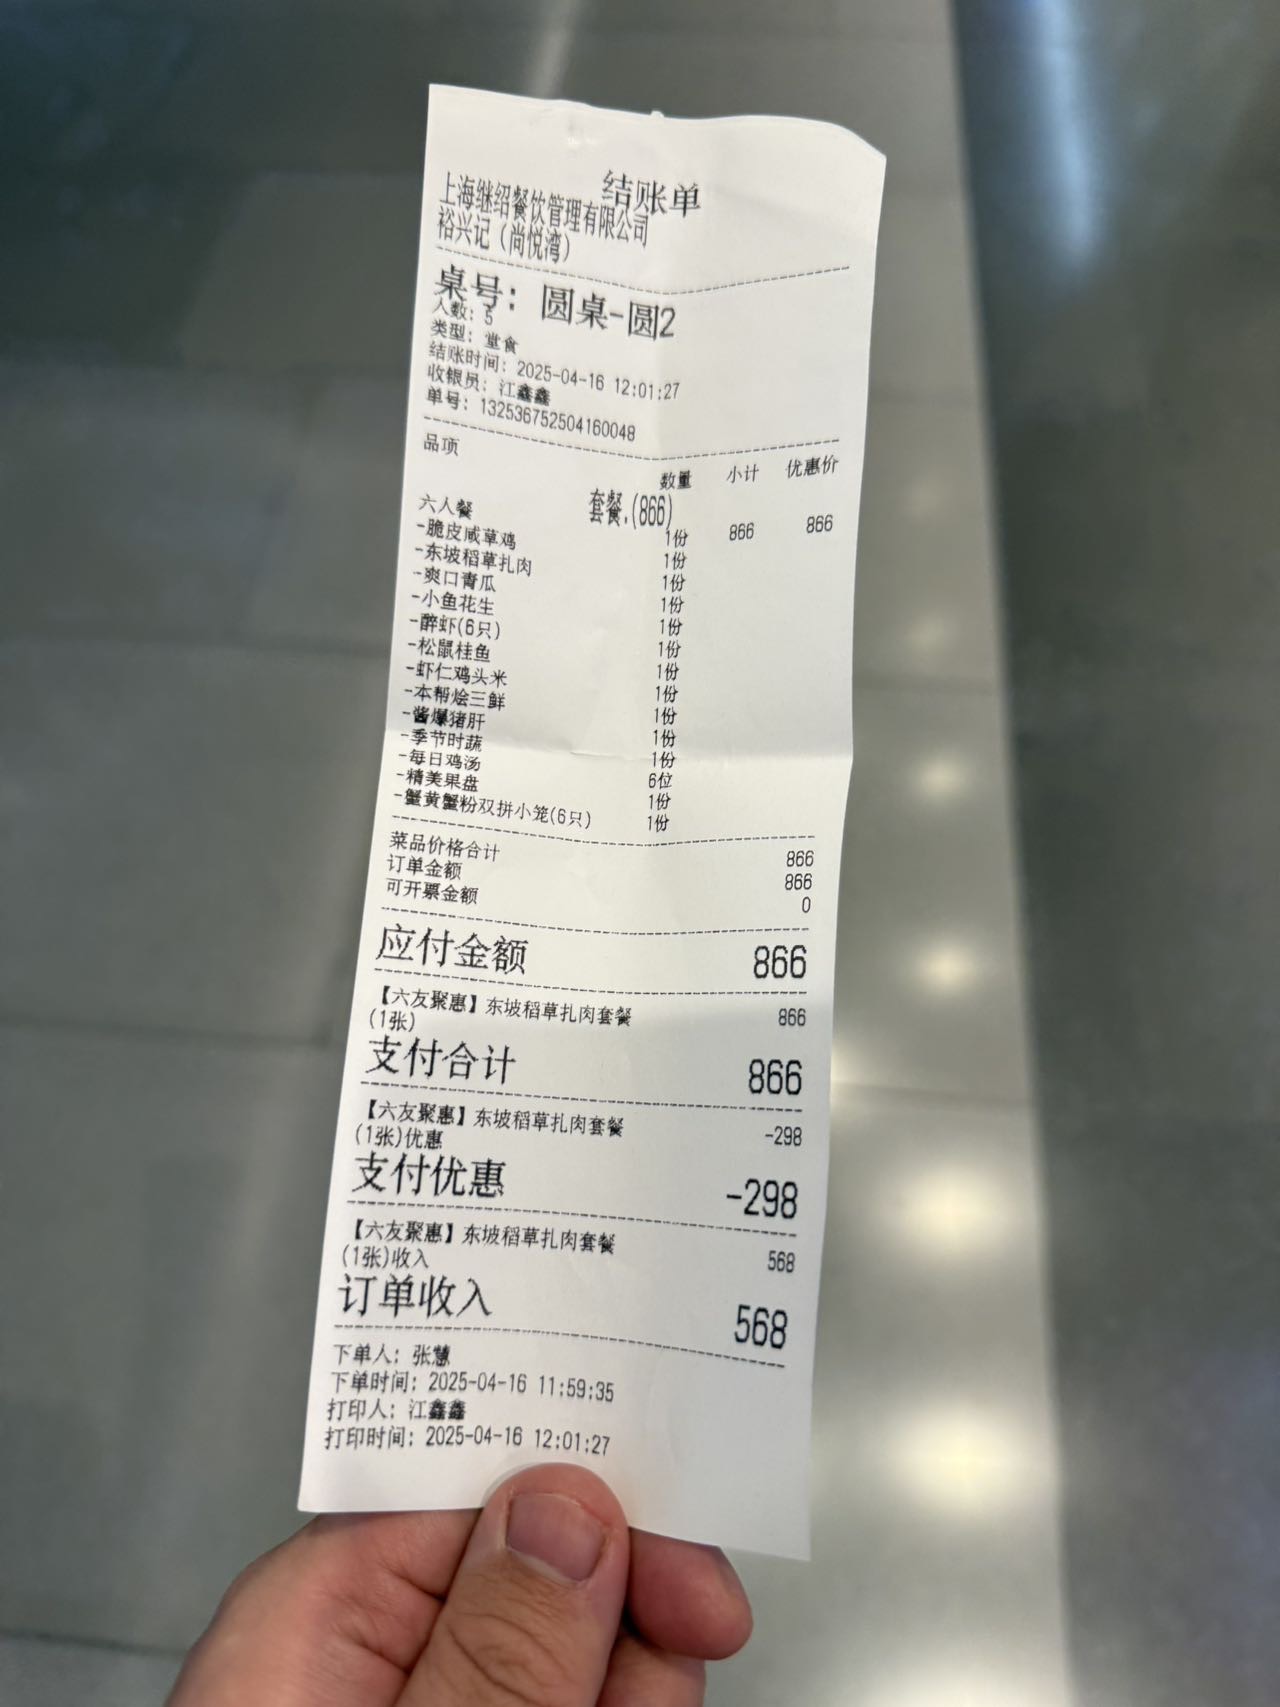 结账单
上海继绍餐饮管理有限公司
裕兴记（尚悦湾）
桌号：圆桌-圆2
人数：5
类型：堂食
结账时间：2025-04-16 12:01:27
收银员：江鑫鑫
单号：132536752504160048
品项 数量 小计 优惠价
六人餐 套餐.(866) 1份 866 866
-脆皮咸草鸡 1份
-东坡稻草扎肉 1份
-爽口青瓜 1份
-小鱼花生 1份
-醉虾(6只) 1份
-松鼠桂鱼 1份
-虾仁鸡头米 1份
-本帮烩三鲜 1份
-酱爆猪肝 1份
-季节时蔬 1份
-每日鸡汤 6位
-精美果盘 1份
-蟹黄蟹粉双拼小笼(6只) 1份
菜品价格合计 866
订单金额 866
可开票金额 0
应付金额 866
【六友聚惠】东坡稻草扎肉套餐 866
(1张)
支付合计 866
【六友聚惠】东坡稻草扎肉套餐 -298
(1张)优惠
支付优惠 -298
【六友聚惠】东坡稻草扎肉套餐 568
(1张)收入
订单收入 568
下单人：张慧
下单时间：2025-04-16 11:59:35
打印人：江鑫鑫
打印时间：2025-04-16 12:01:27